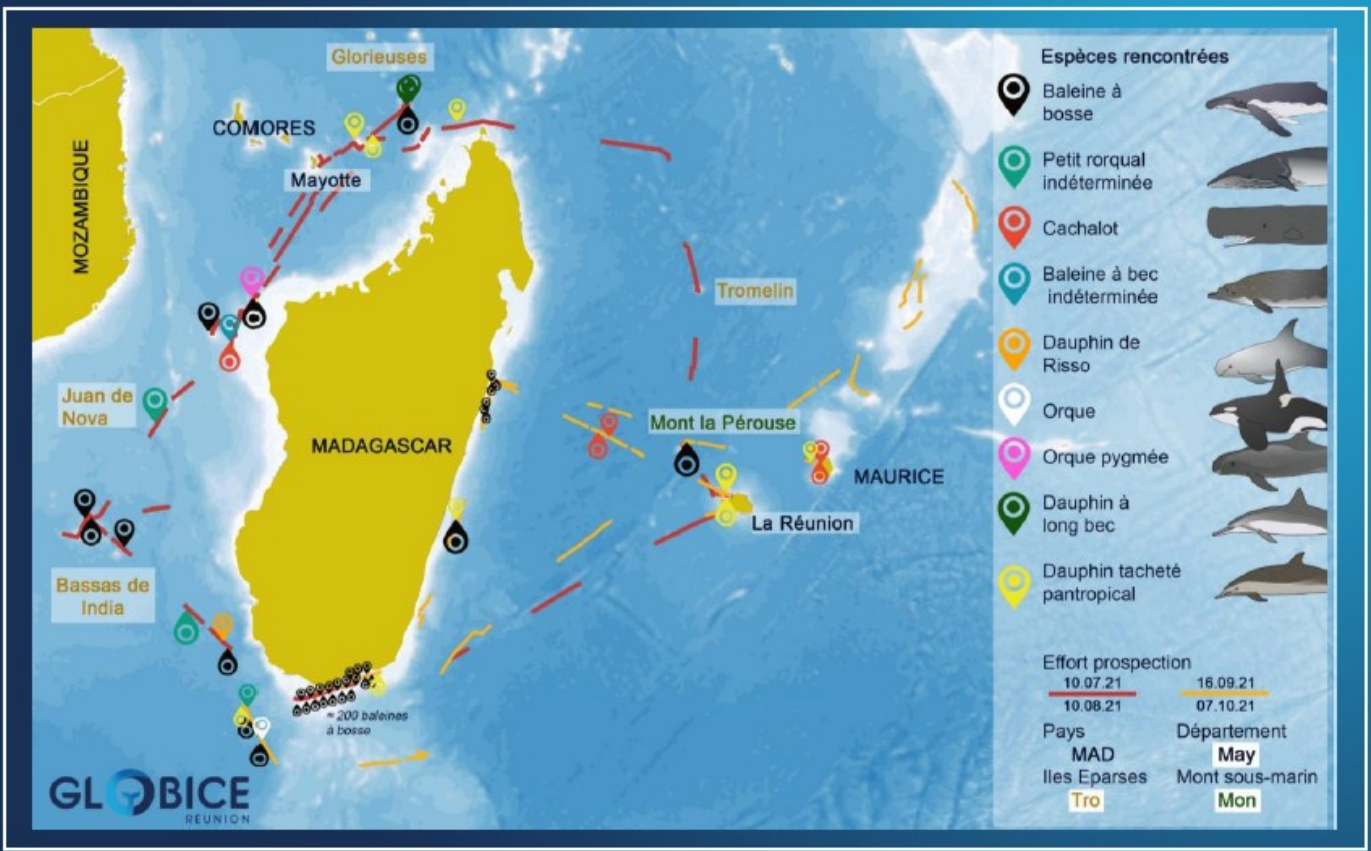 Glorieuses
COMORES
Mayotte
MOZAMBIQUE
Tromelin
Juan de
Nova
MADAGASCAR
Mont la Pérouse
MAURICE
La Réunion
Bassas de
India
≈ 200 baleines
à bosse
GLOBICE
RÉUNION
Espèces rencontrées
Baleine à
bosse
Petit rorqual
indéterminée
Cachalot
Baleine à bec
indéterminée
Dauphin de
Risso
Orque
Orque pygmée
Dauphin à
long bec
Dauphin tacheté
pantropical
Effort prospection
10.07.21 16.09.21
10.08.21 07.10.21
Pays Département
MAD May
Iles Eparses Mont sous-marin
Tro Mon